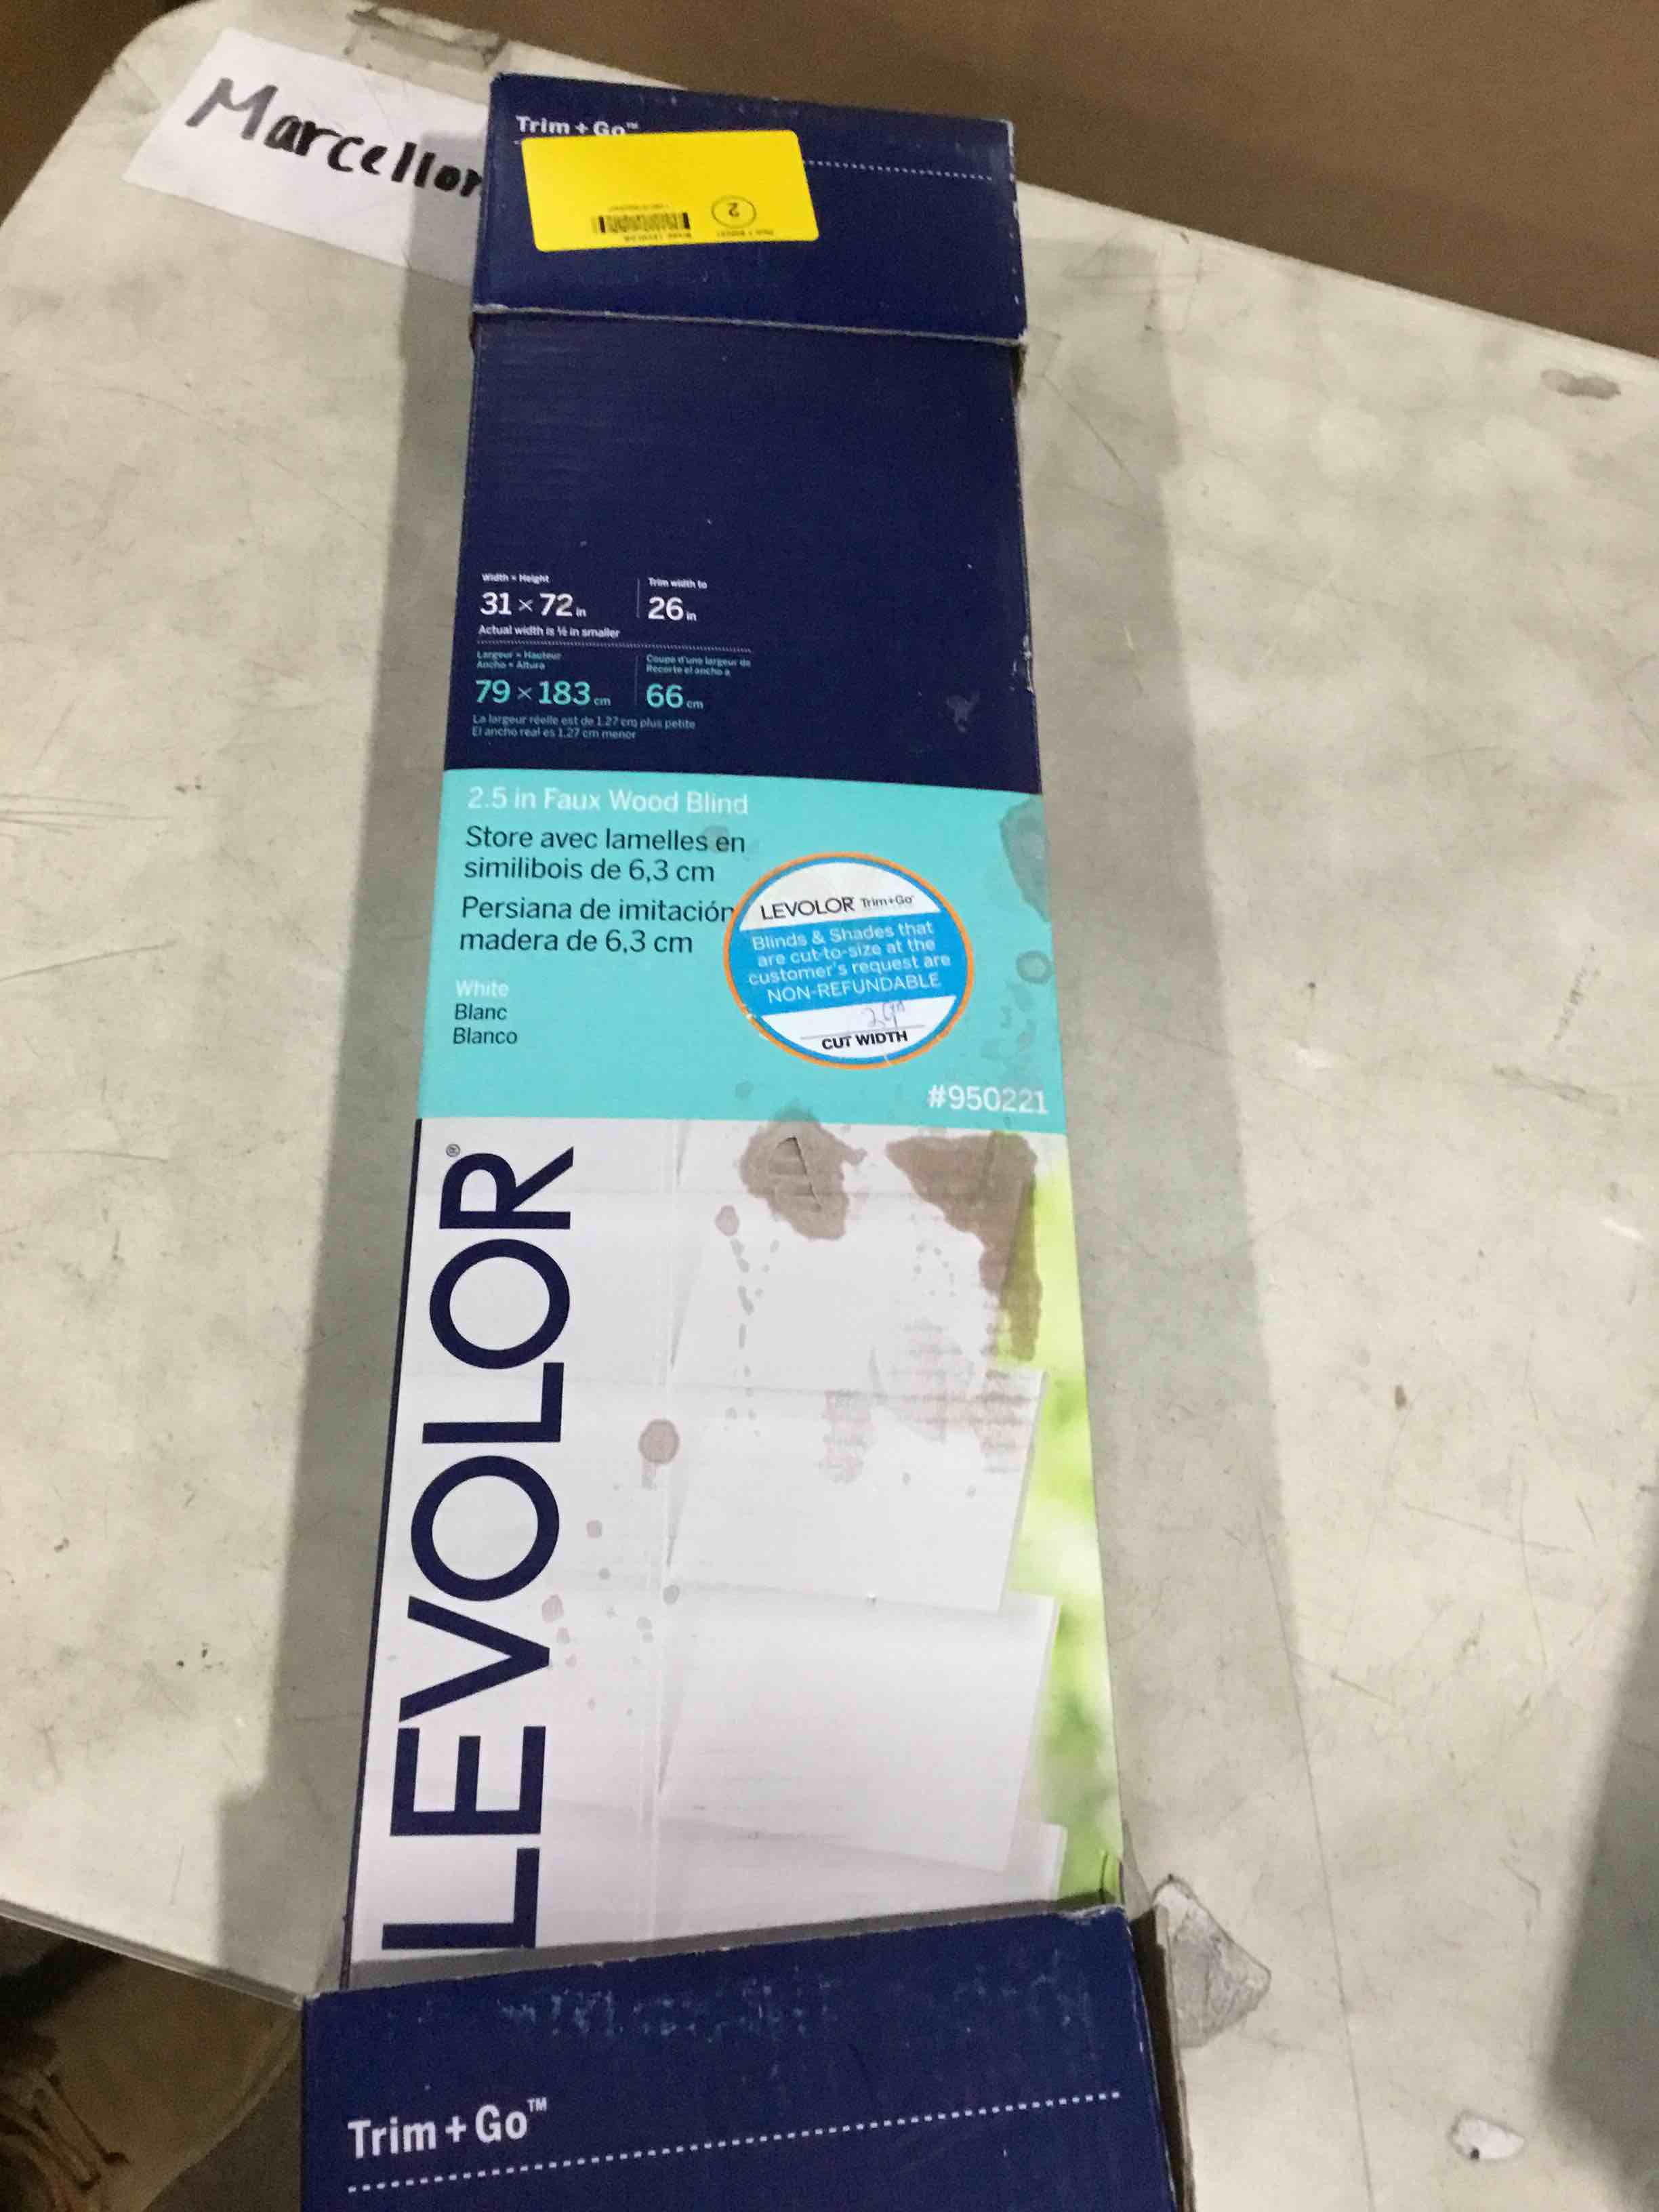 Marcellor
Trim + Go™
2
Width × Height
31 × 72 in
Actual width is ½ in smaller
Trim width to
26 in
Largeur × Hauteur
Ancho × Altura
79 × 183 cm
Coupe d'une largeur de
Recorte el ancho a
66 cm
La largeur réelle est de 1.27 cm plus petite
El ancho real es 1.27 cm menor
2.5 in Faux Wood Blind
Store avec lamelles en
similibois de 6,3 cm
Persiana de imitación
madera de 6,3 cm
White
Blanc
Blanco
LEVOLOR Trim+Go™
Blinds & Shades that
are cut-to-size at the
customer's request are
NON-REFUNDABLE
CUT WIDTH
#950221
LEVOLOR®
Trim + Go™